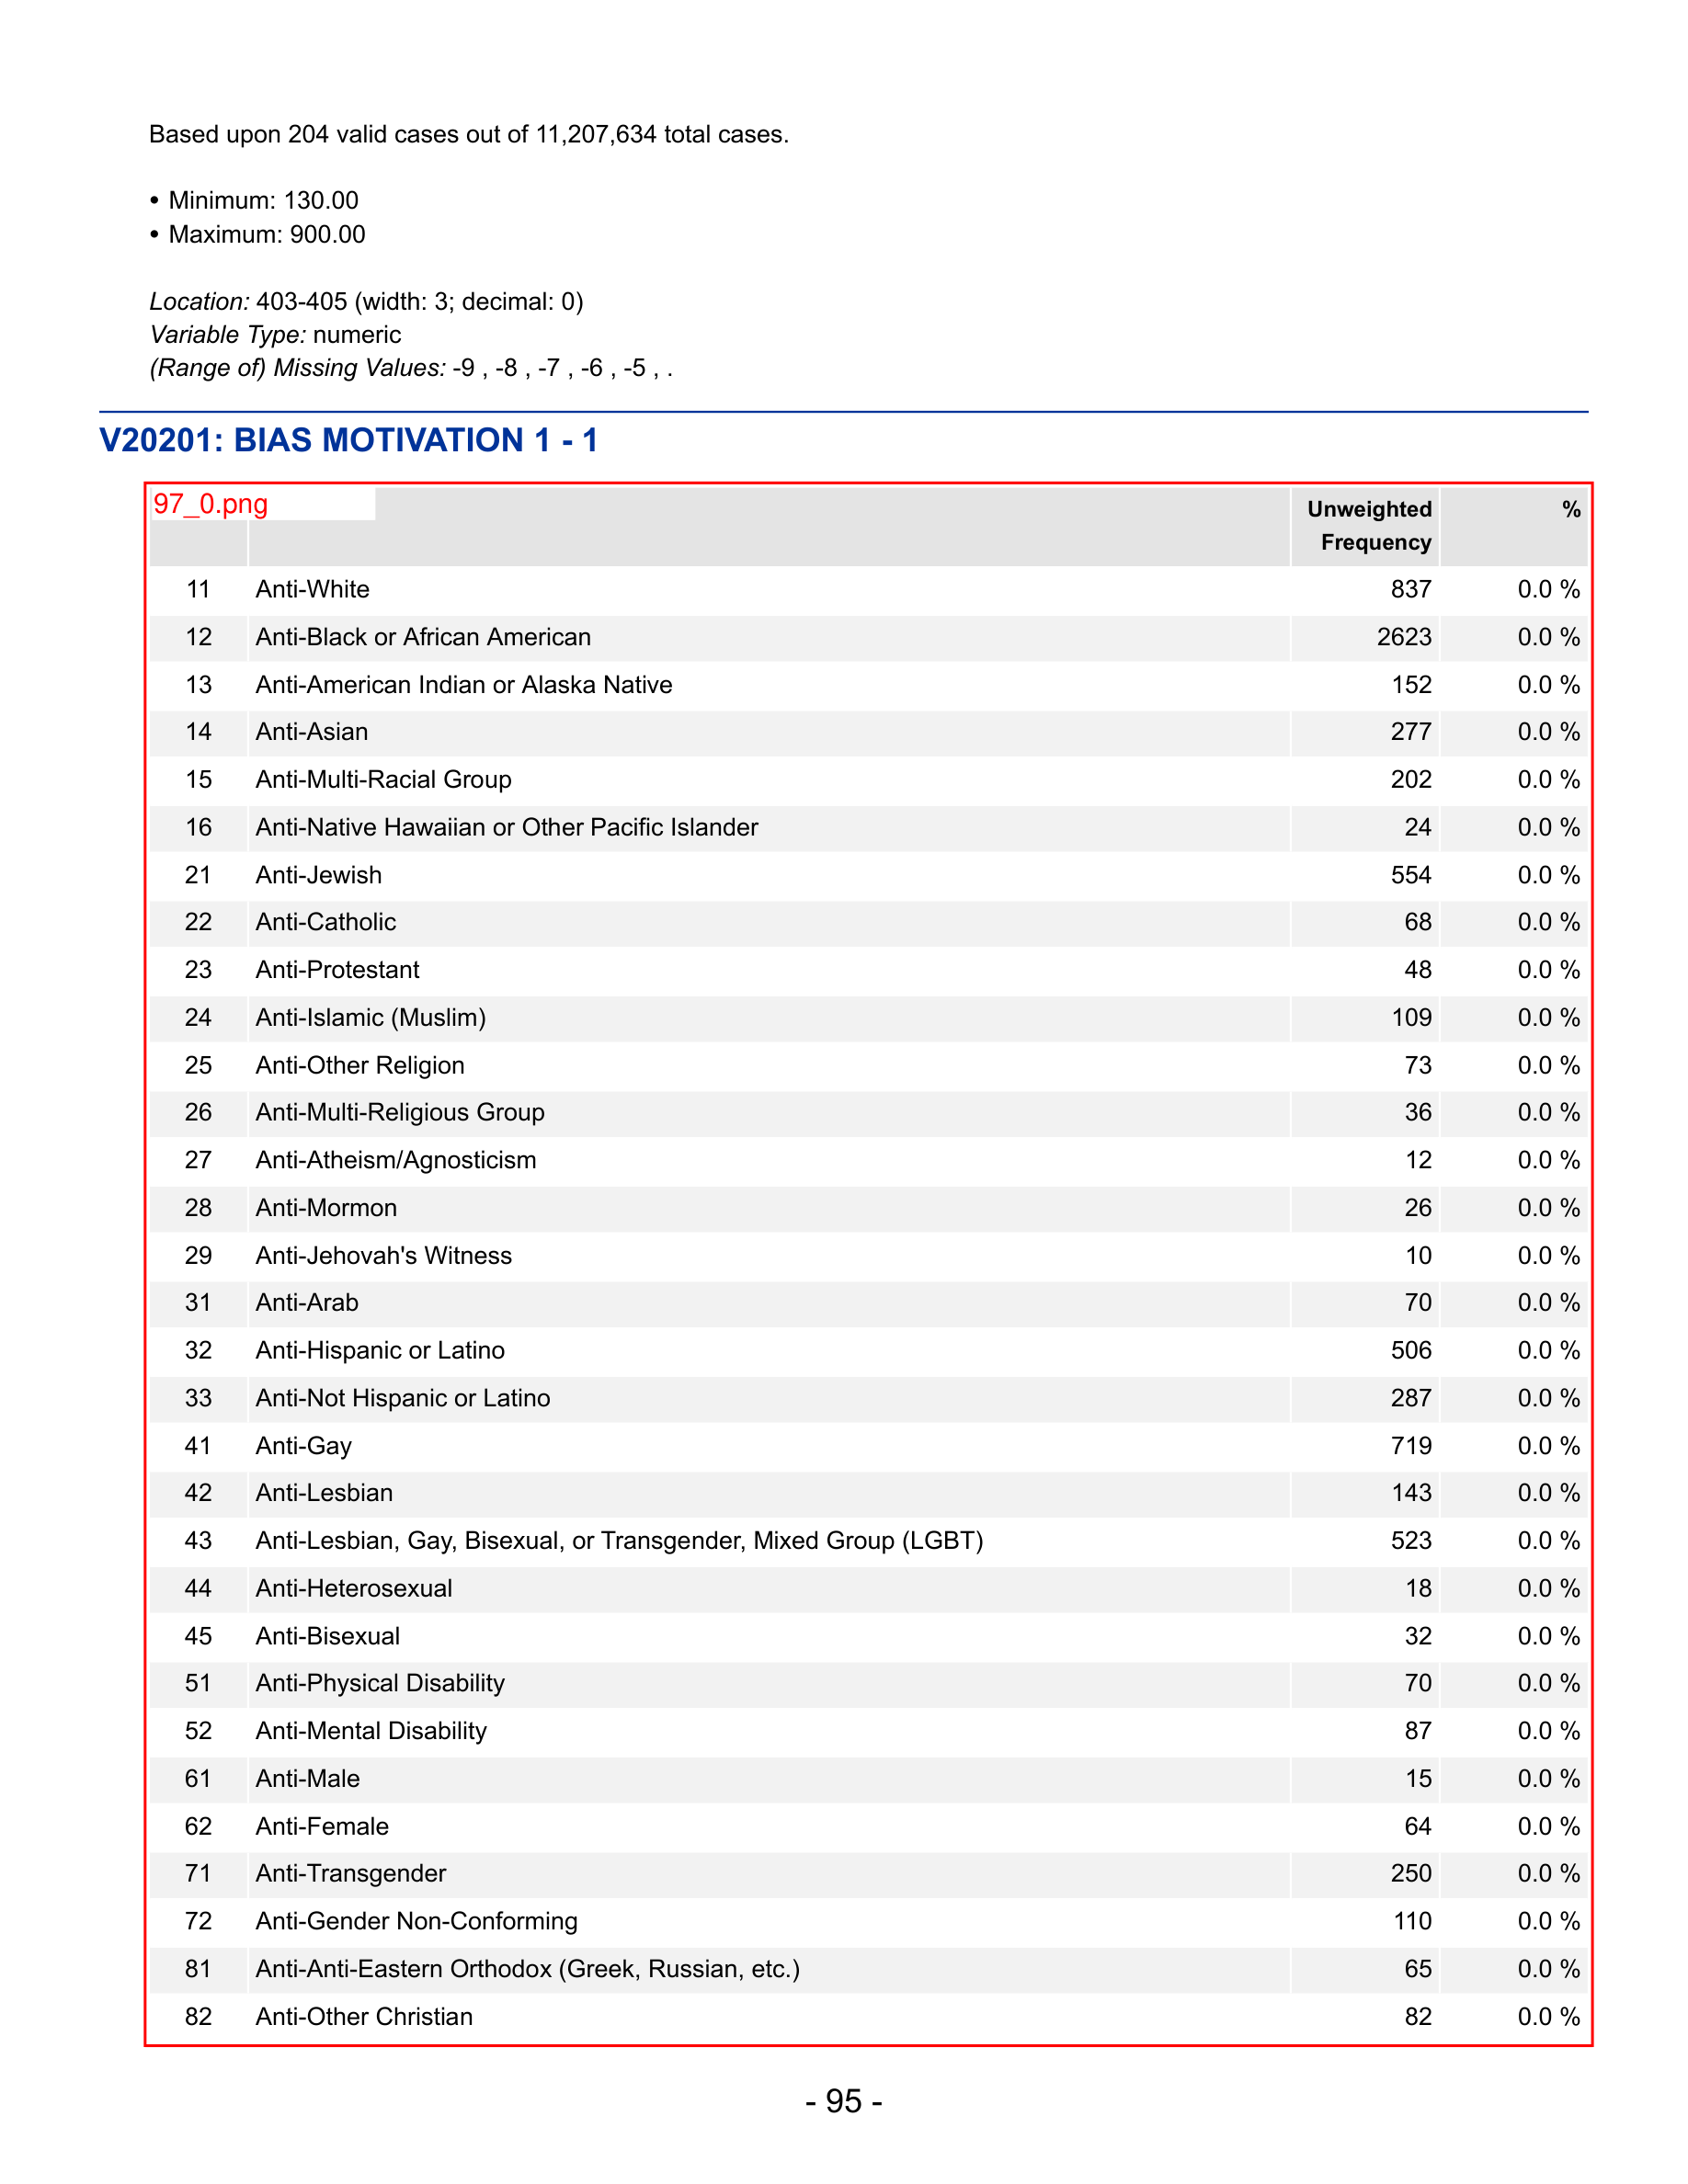 Based upon 204 valid cases out of 11,207,634 total cases.
• Minimum: 130.00
• Maximum: 900.00
Location: 403-405 (width: 3; decimal: 0)
Variable Type: numeric
(Range of) Missing Values: -9 , -8 , -7 , -6 , -5 , .
V20201: BIAS MOTIVATION 1 - 1
97_0.png
Unweighted Frequency %
11 Anti-White 837 0.0 %
12 Anti-Black or African American 2623 0.0 %
13 Anti-American Indian or Alaska Native 152 0.0 %
14 Anti-Asian 277 0.0 %
15 Anti-Multi-Racial Group 202 0.0 %
16 Anti-Native Hawaiian or Other Pacific Islander 24 0.0 %
21 Anti-Jewish 554 0.0 %
22 Anti-Catholic 68 0.0 %
23 Anti-Protestant 48 0.0 %
24 Anti-Islamic (Muslim) 109 0.0 %
25 Anti-Other Religion 73 0.0 %
26 Anti-Multi-Religious Group 36 0.0 %
27 Anti-Atheism/Agnosticism 12 0.0 %
28 Anti-Mormon 26 0.0 %
29 Anti-Jehovah's Witness 10 0.0 %
31 Anti-Arab 70 0.0 %
32 Anti-Hispanic or Latino 506 0.0 %
33 Anti-Not Hispanic or Latino 287 0.0 %
41 Anti-Gay 719 0.0 %
42 Anti-Lesbian 143 0.0 %
43 Anti-Lesbian, Gay, Bisexual, or Transgender, Mixed Group (LGBT) 523 0.0 %
44 Anti-Heterosexual 18 0.0 %
45 Anti-Bisexual 32 0.0 %
51 Anti-Physical Disability 70 0.0 %
52 Anti-Mental Disability 87 0.0 %
61 Anti-Male 15 0.0 %
62 Anti-Female 64 0.0 %
71 Anti-Transgender 250 0.0 %
72 Anti-Gender Non-Conforming 110 0.0 %
81 Anti-Anti-Eastern Orthodox (Greek, Russian, etc.) 65 0.0 %
82 Anti-Other Christian 82 0.0 %
- 95 -